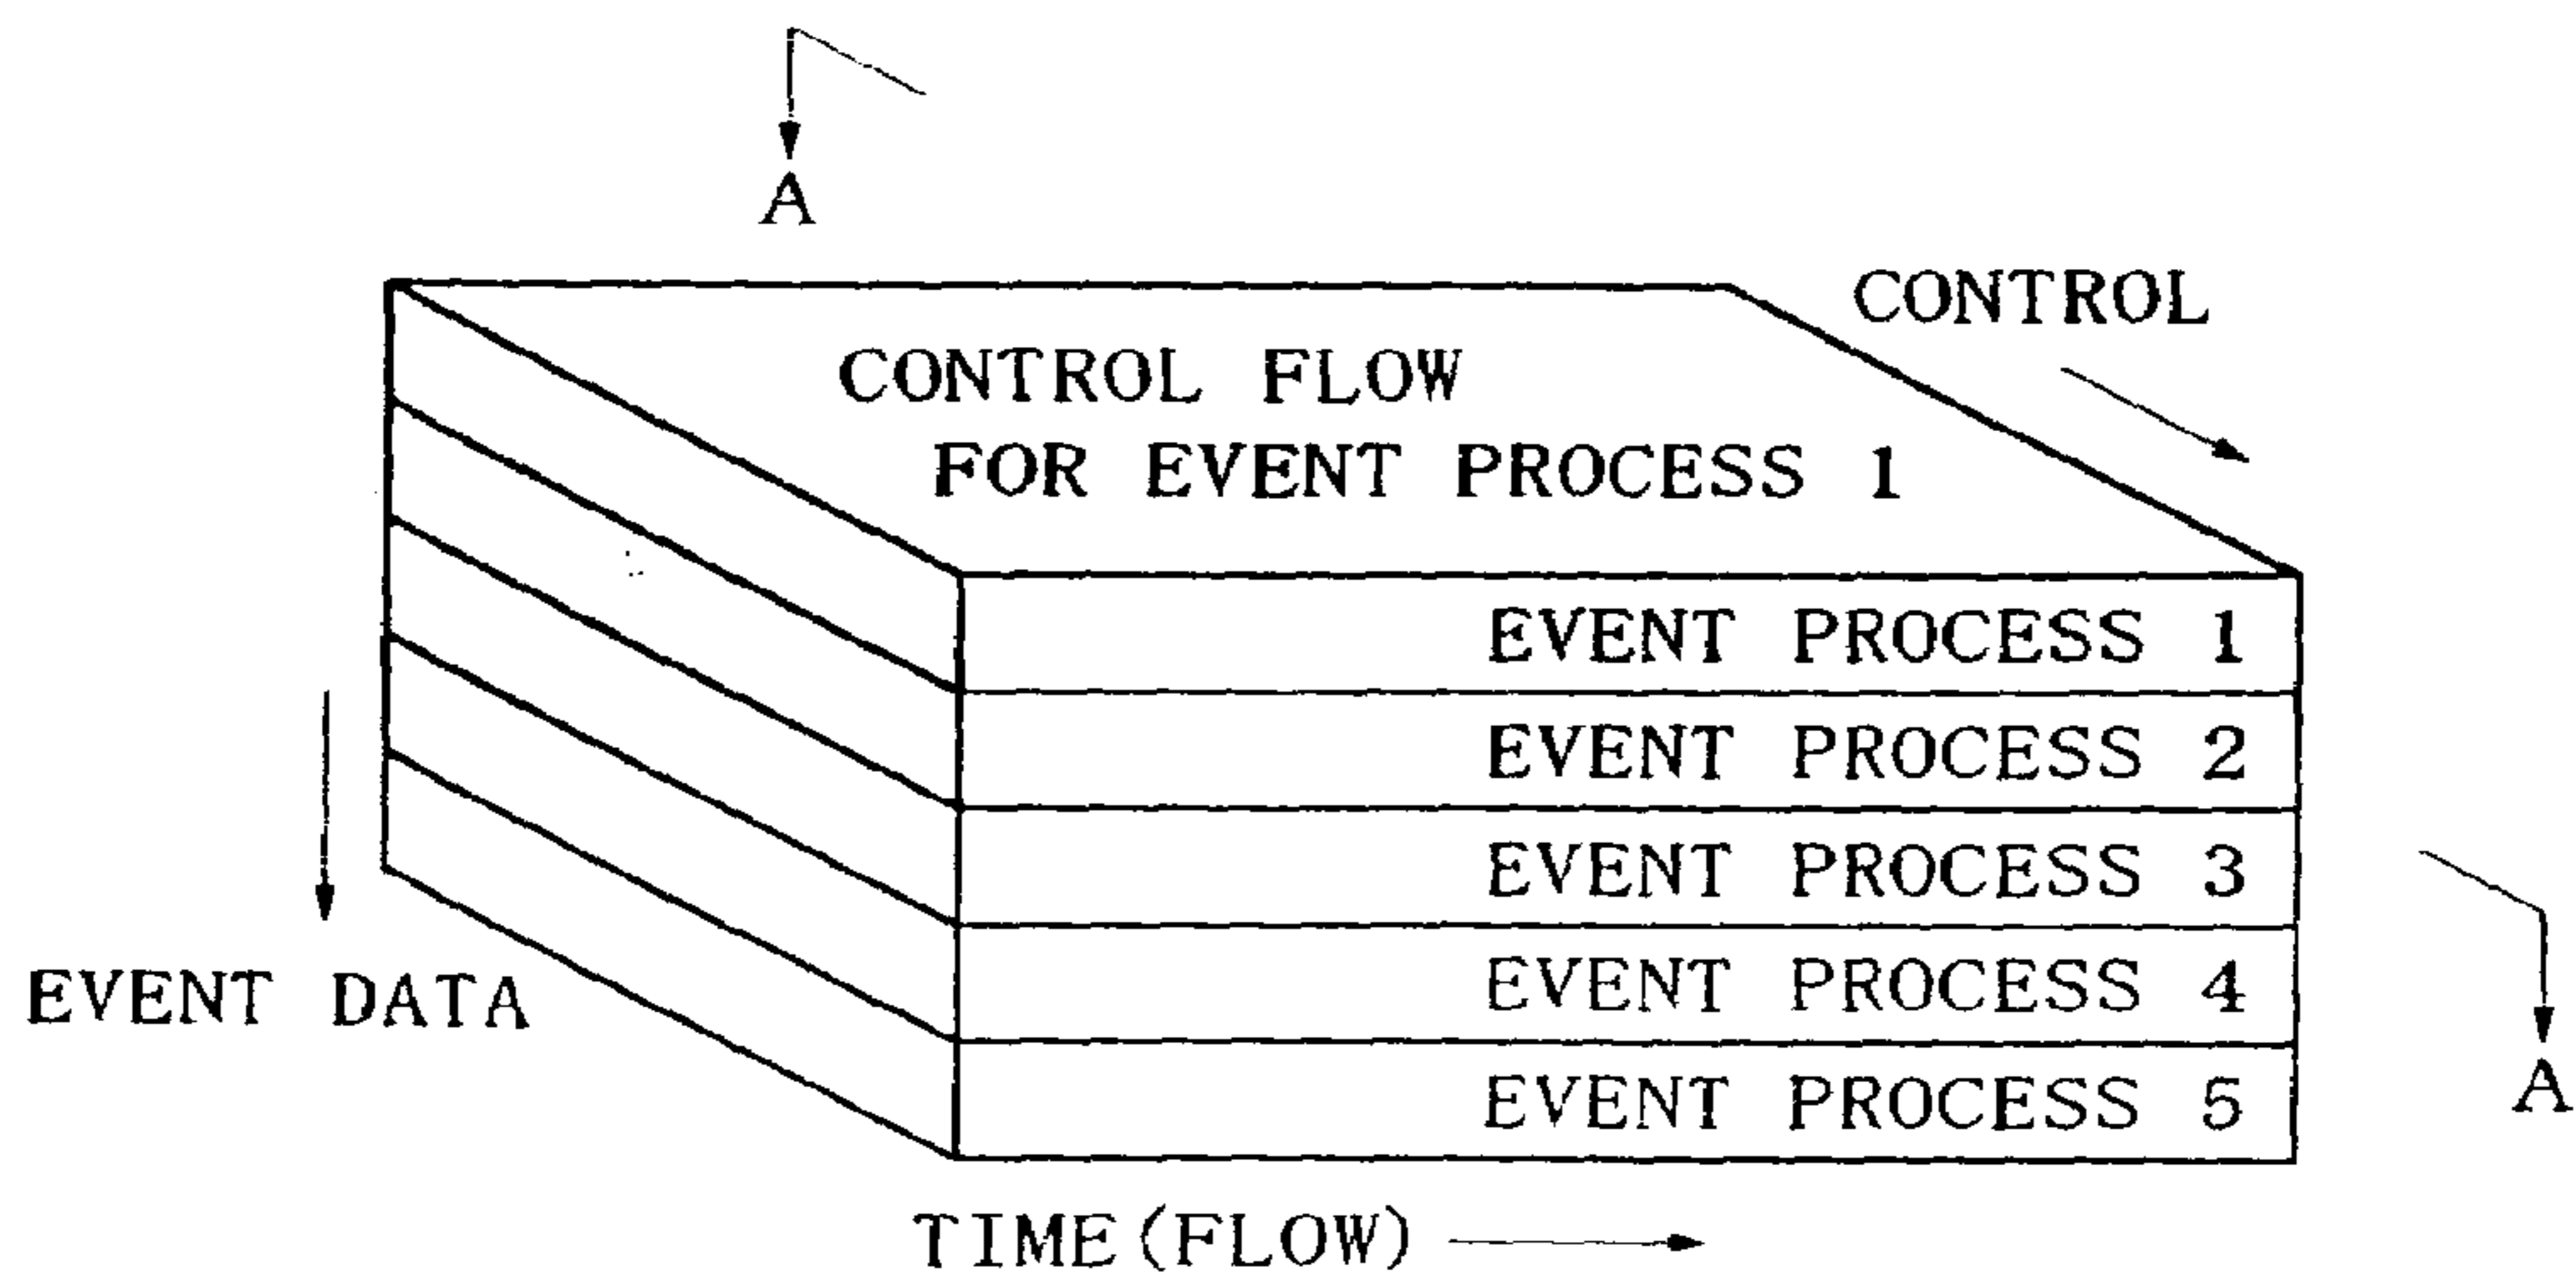 A
CONTROL
CONTROL FLOW
FOR EVENT PROCESS 1
EVENT PROCESS 1
EVENT PROCESS 2
EVENT PROCESS 3
EVENT PROCESS 4
EVENT DATA
EVENT PROCESS 5
A
TIME(FLOW)